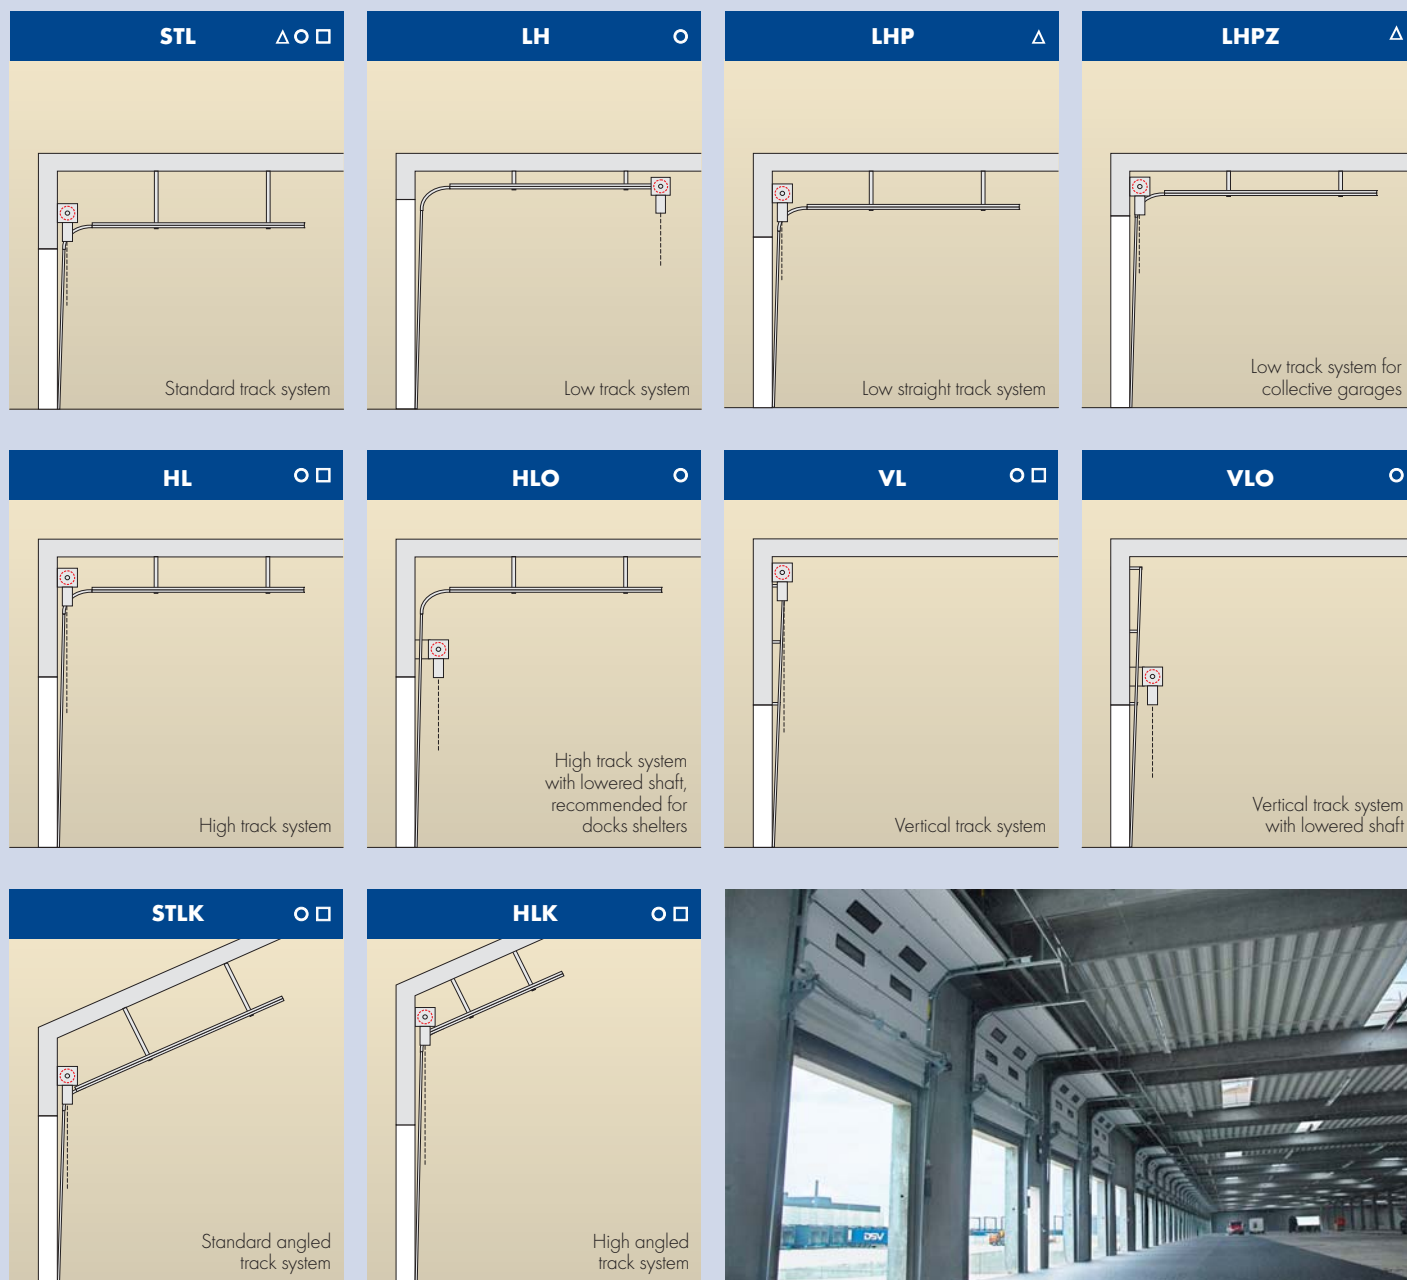 STL
LH
LHP
LHPZ
Standard track system
Low track system
Low straight track system
Low track system for
collective garages
HL
HLO
VL
VLO
High track system
High track system
with lowered shaft,
recommended for
docks shelters
Vertical track system
Vertical track system
with lowered shaft
STLK
HLK
Standard angled
track system
High angled
track system
DSV